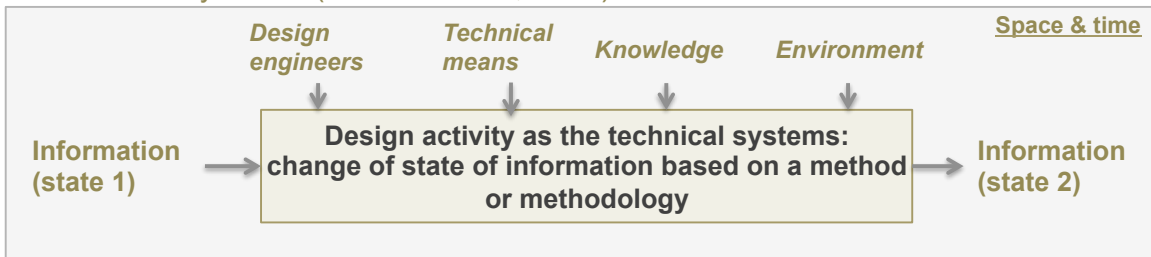 Space & time
Design
engineers
Technical
means
Knowledge
Environment
Information
(state 1)
Design activity as the technical systems:
change of state of information based on a method
or methodology
Information
(state 2)